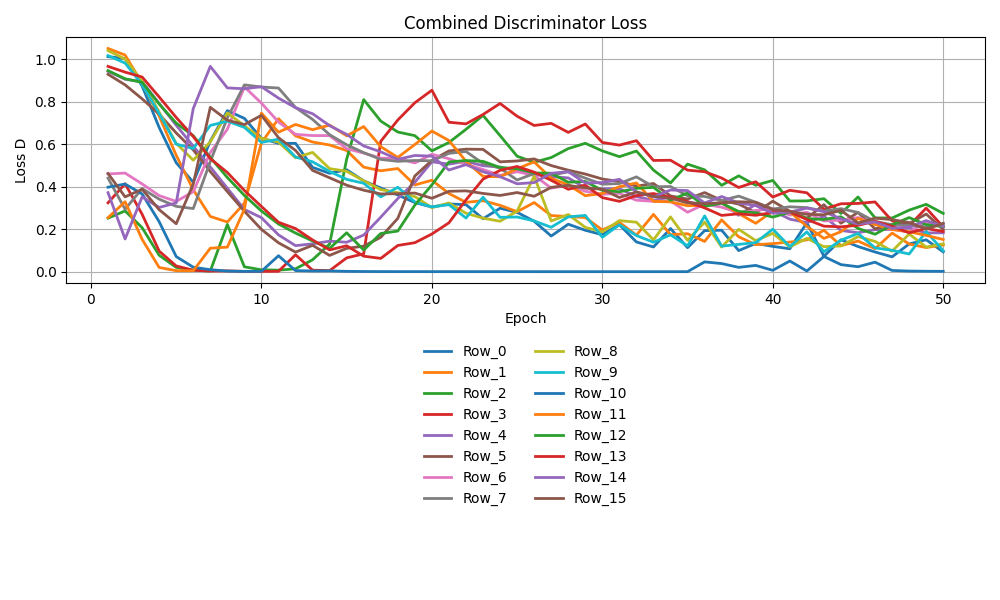 Combined Discriminator Loss
Loss D
1.0
0.8
0.6
0.4
0.2
0.0
0 10 20 30 40 50
Epoch
Row_0 Row_8
Row_1 Row_9
Row_2 Row_10
Row_3 Row_11
Row_4 Row_12
Row_5 Row_13
Row_6 Row_14
Row_7 Row_15